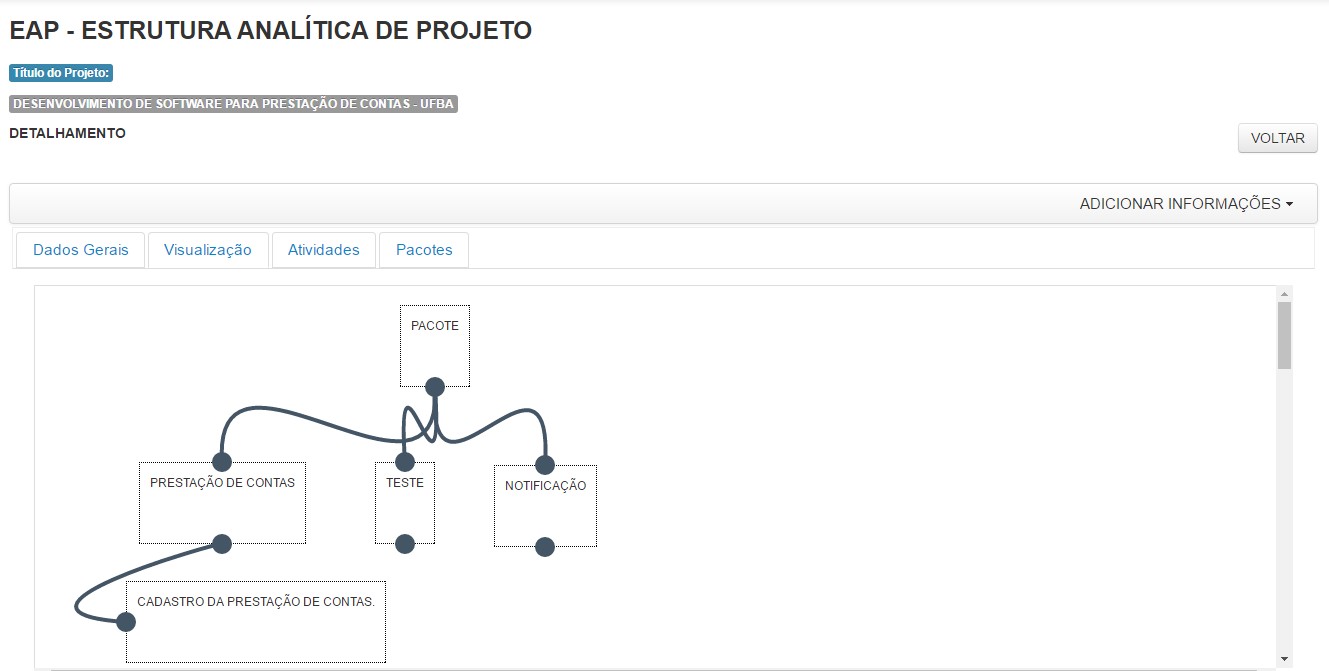 EAP - ESTRUTURA ANALÍTICA DE PROJETO
Título do Projeto:
DESENVOLVIMENTO DE SOFTWARE PARA PRESTAÇÃO DE CONTAS - UFBA
DETALHAMENTO
VOLTAR
ADICIONAR INFORMAÇÕES
Dados Gerais
Visualização
Atividades
Pacotes
PACOTE
PRESTAÇÃO DE CONTAS
TESTE
NOTIFICAÇÃO
CADASTRO DA PRESTAÇÃO DE CONTAS.